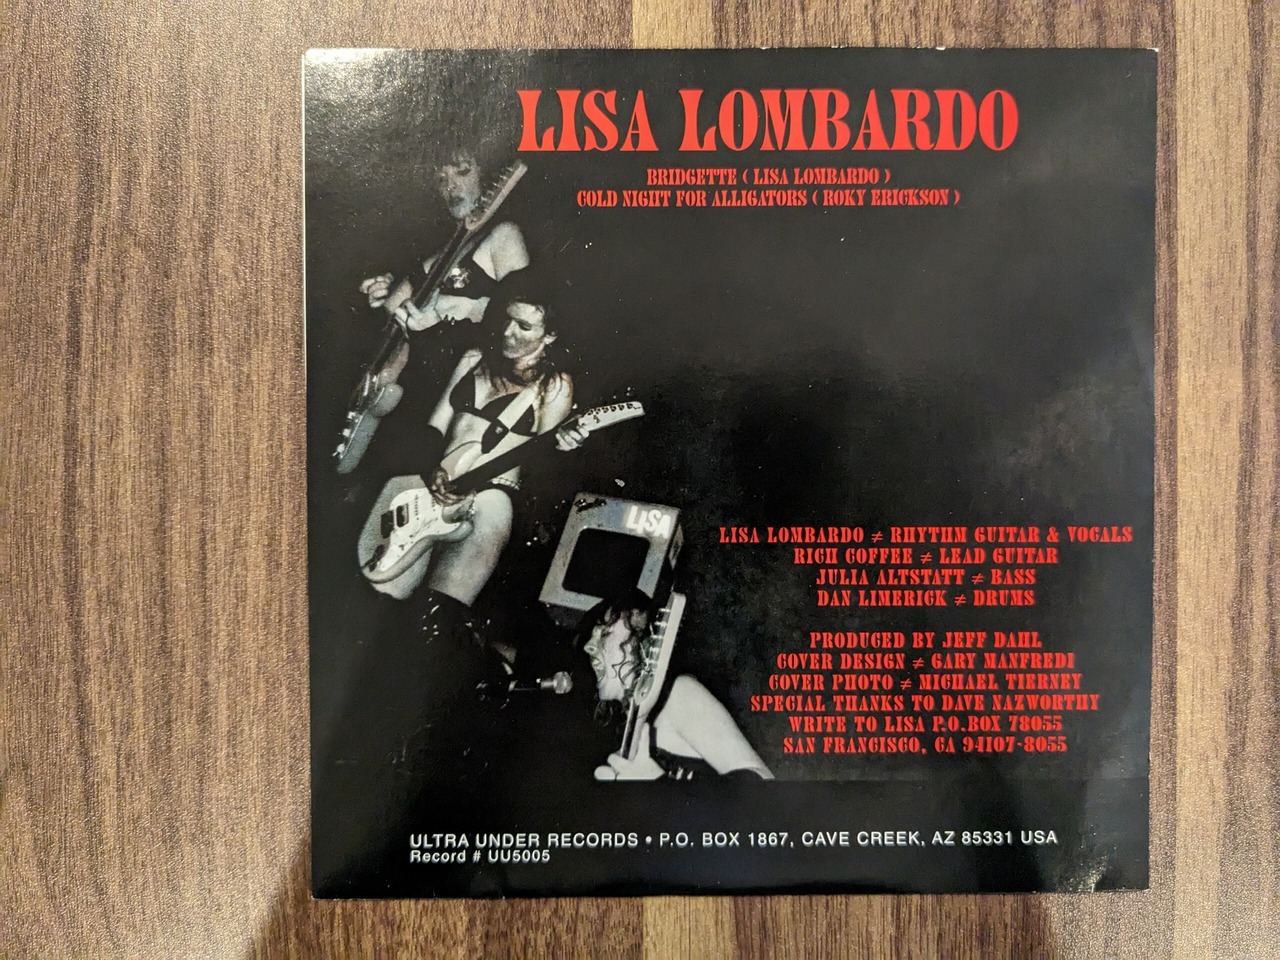 LISA LOMBARDO
BRIDGETTE ( LISA LOMBARDO )
COLD NIGHT FOR ALLIGATORS ( ROKY ERICKSON )
LISA
LISA LOMBARDO ≠ RHYTHM GUITAR & VOCALS
RICH COFFEE ≠ LEAD GUITAR
JULIA ALTSTATT ≠ BASS
DAN LIMERICK ≠ DRUMS
PRODUCED BY JEFF DAHL
COVER DESIGN ≠ GARY MANFREDI
COVER PHOTO ≠ MICHAEL TIERNEY
SPECIAL THANKS TO DAVE NAZWORTHY
WRITE TO LISA P.O.BOX 78055
SAN FRANCISCO, CA 94107-8055
ULTRA UNDER RECORDS • P.O. BOX 1867, CAVE CREEK, AZ 85331 USA
Record # UU5005